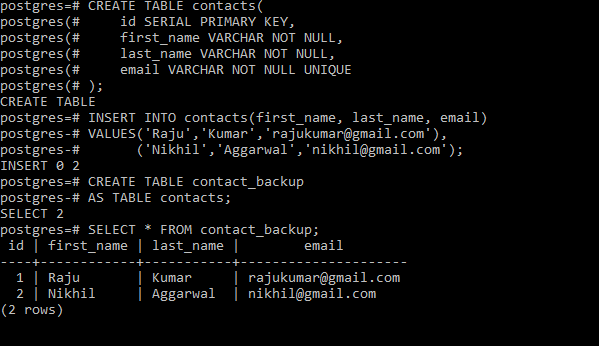 postgres=# CREATE TABLE contacts(
postgres(#     id SERIAL PRIMARY KEY,
postgres(#     first_name VARCHAR NOT NULL,
postgres(#     last_name VARCHAR NOT NULL,
postgres(#     email VARCHAR NOT NULL UNIQUE
postgres(# );
CREATE TABLE
postgres=# INSERT INTO contacts(first_name, last_name, email)
postgres-# VALUES('Raju','Kumar','rajukumar@gmail.com'),
postgres-#       ('Nikhil','Aggarwal','nikhil@gmail.com');
INSERT 0 2
postgres=# CREATE TABLE contact_backup
postgres-# AS TABLE contacts;
SELECT 2
postgres=# SELECT * FROM contact_backup;
 id | first_name | last_name |        email
----+------------+-----------+---------------------
  1 | Raju       | Kumar     | rajukumar@gmail.com
  2 | Nikhil     | Aggarwal  | nikhil@gmail.com
(2 rows)